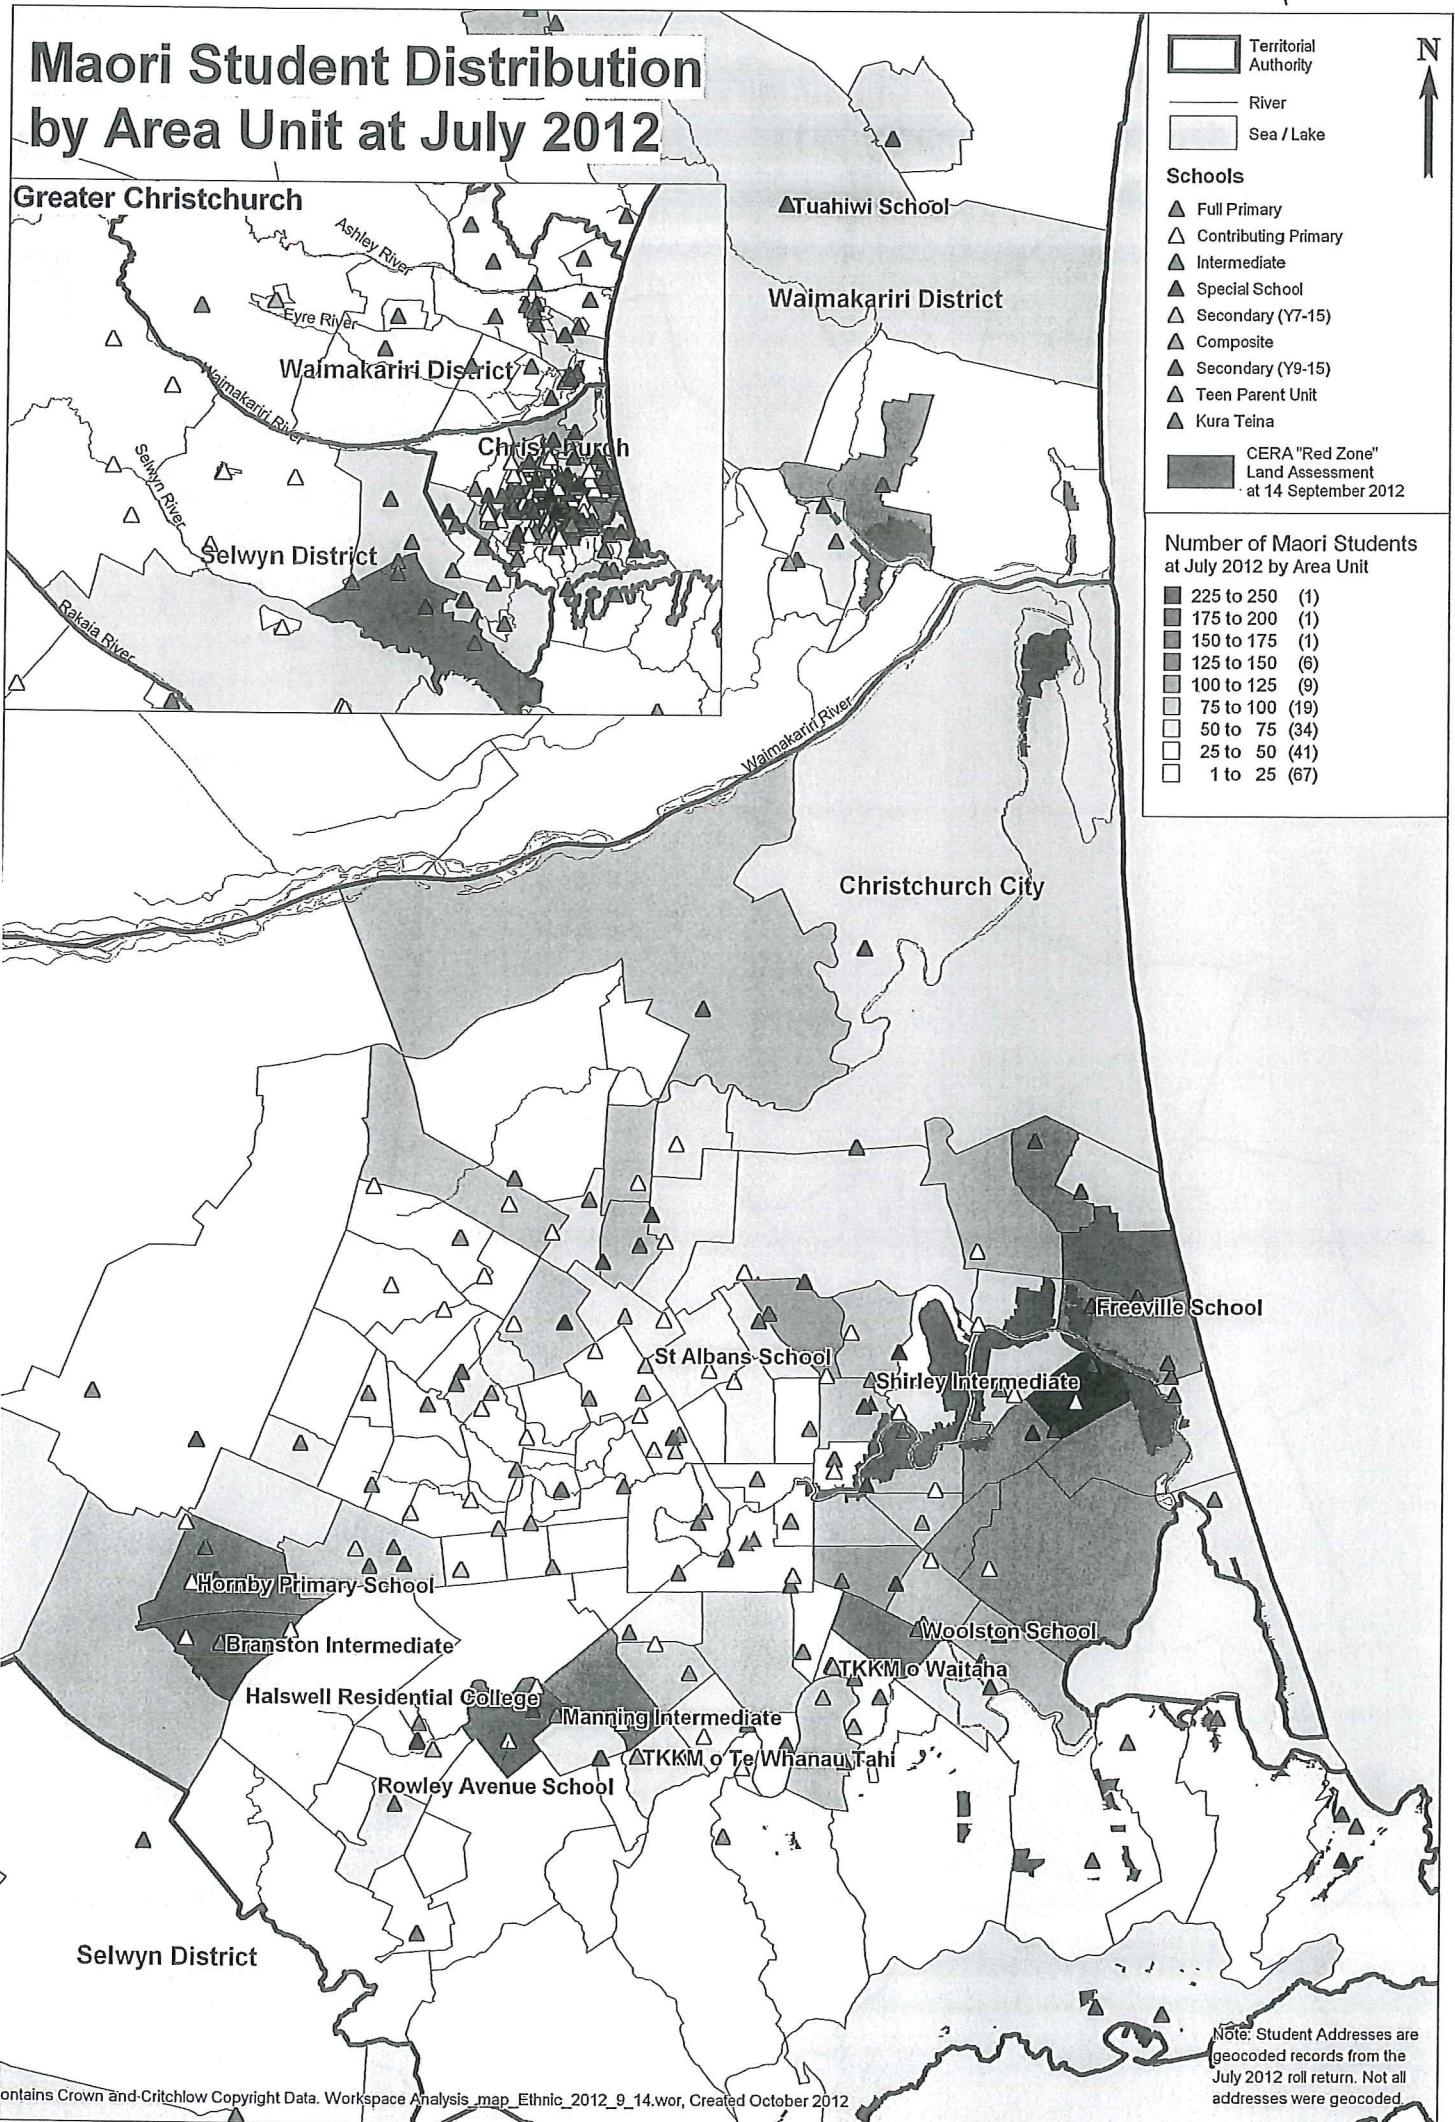 Maori Student Distribution
by Area Unit at July 2012
Greater Christchurch
Ashley River
Eyre River
Waimakariri District
Waimakariri River
Christchurch
Selwyn River
Selwyn District
Rakaia River
Territorial
Authority
River
Sea / Lake
N
Schools
Full Primary
Contributing Primary
Intermediate
Special School
Secondary (Y7-15)
Composite
Secondary (Y9-15)
Teen Parent Unit
Kura Teina
CERA "Red Zone"
Land Assessment
at 14 September 2012
Number of Maori Students
at July 2012 by Area Unit
225 to 250 (1)
175 to 200 (1)
150 to 175 (1)
125 to 150 (6)
100 to 125 (9)
75 to 100 (19)
50 to 75 (34)
25 to 50 (41)
1 to 25 (67)
Tuahiwi School
Waimakariri District
Waimakariri River
Christchurch City
Freeville School
St Albans School
Shirley Intermediate
Hornby Primary School
Branston Intermediate
Woolston School
TKKM o Waitaha
Halswell Residential College
Manning Intermediate
TKKM o Te Whanau Tahi
Rowley Avenue School
Selwyn District
Note: Student Addresses are
geocoded records from the
July 2012 roll return. Not all
addresses were geocoded.
ontains Crown and Critchlow Copyright Data. Workspace Analysis_map_Ethnic_2012_9_14.wor, Created October 2012